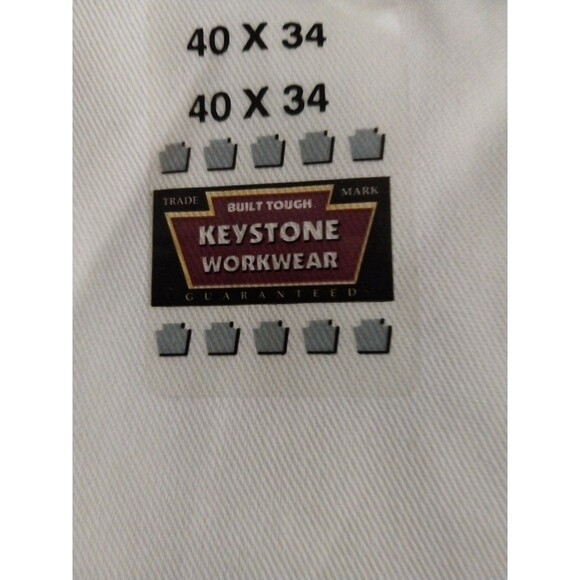 40 X 34
40 X 34
TRADE MARK
BUILT TOUGH
KEYSTONE
WORKWEAR
GUARANTEED